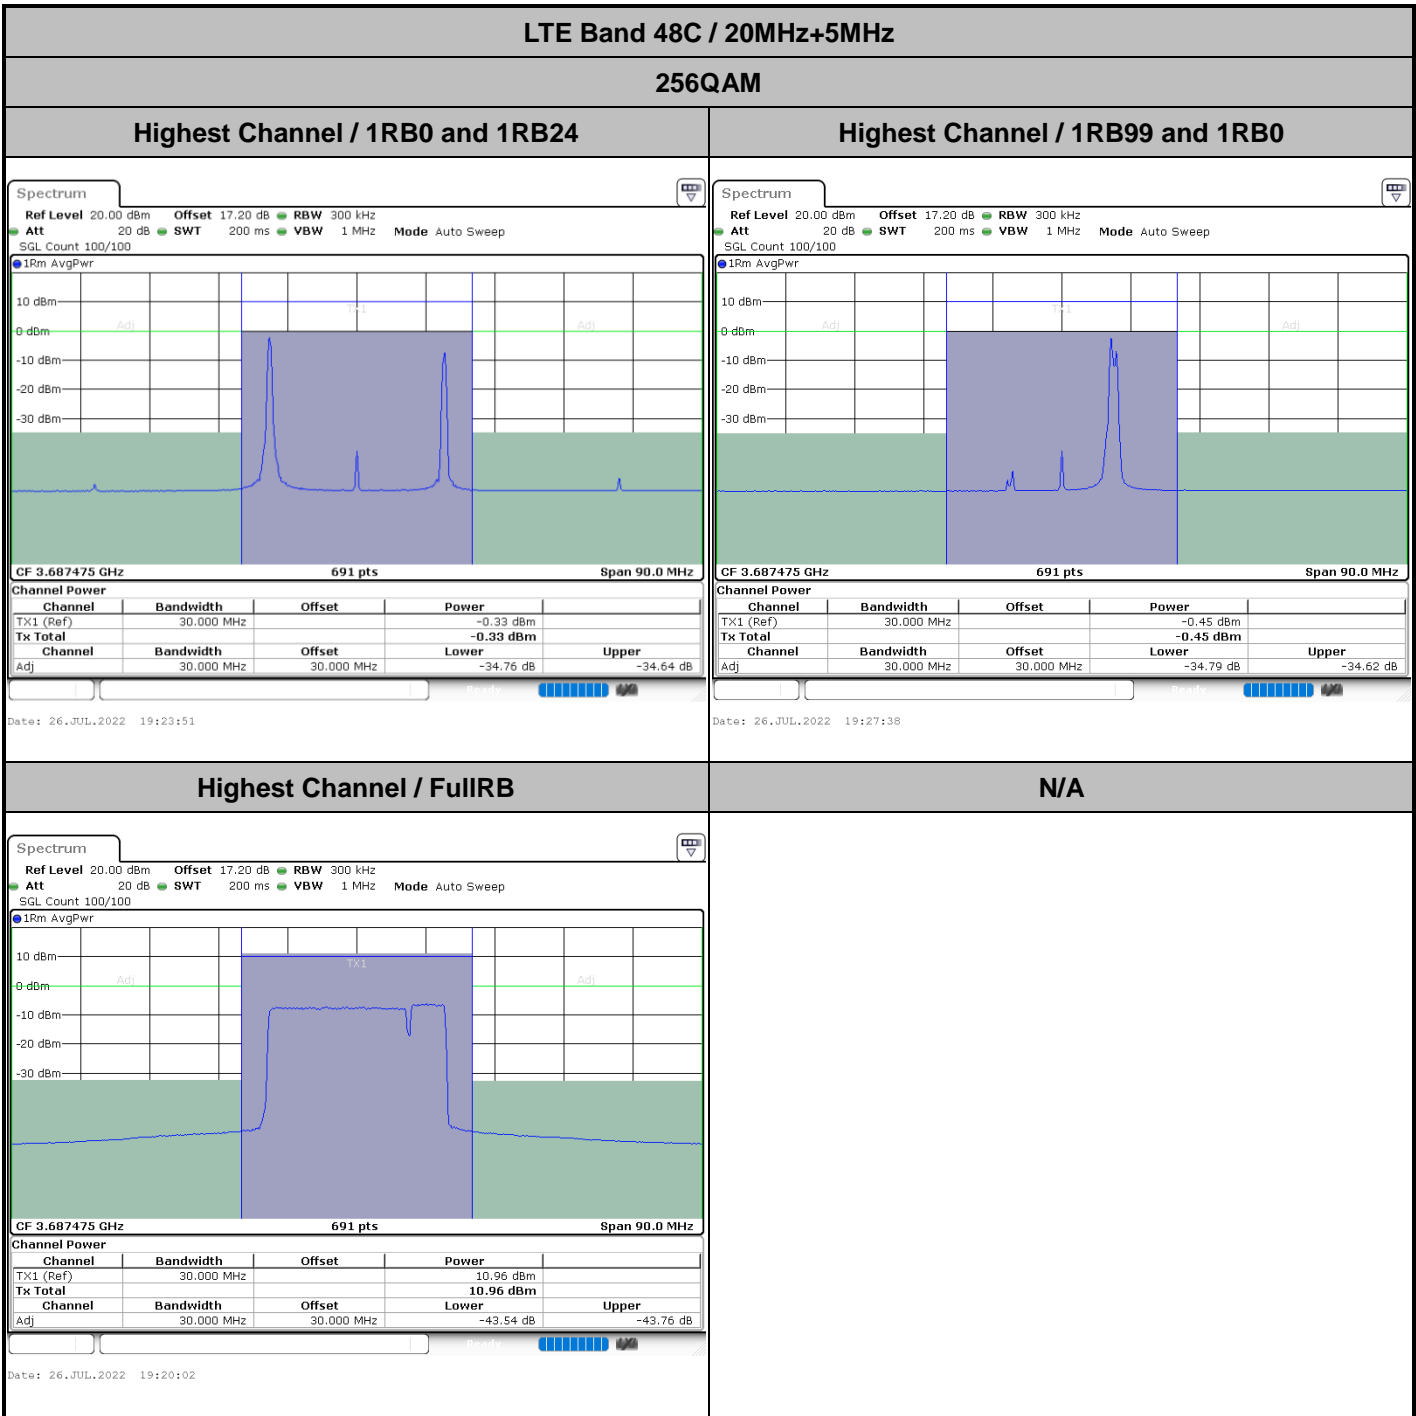 LTE Band 48C / 20MHz+5MHz
256QAM
Highest Channel / 1RB0 and 1RB24
Highest Channel / 1RB99 and 1RB0
Spectrum
Ref Level 20.00 dBm Offset 17.20 dB RBW 300 kHz
Att 20 dB SWT 200 ms VBW 1 MHz Mode Auto Sweep
SGL Count 100/100
1Rm AvgPwr
10 dBm
TX1
0 dBm
Adj
Adj
-10 dBm
-20 dBm
-30 dBm
CF 3.687475 GHz 691 pts Span 90.0 MHz
Channel Power
Channel Bandwidth Offset Power
TX1 (Ref) 30.000 MHz -0.33 dBm
Tx Total -0.33 dBm
Channel Bandwidth Offset Lower Upper
Adj 30.000 MHz 30.000 MHz -34.76 dB -34.64 dB
Ready
Date: 26.JUL.2022 19:23:51
Spectrum
Ref Level 20.00 dBm Offset 17.20 dB RBW 300 kHz
Att 20 dB SWT 200 ms VBW 1 MHz Mode Auto Sweep
SGL Count 100/100
1Rm AvgPwr
10 dBm
TX1
0 dBm
Adj
Adj
-10 dBm
-20 dBm
-30 dBm
CF 3.687475 GHz 691 pts Span 90.0 MHz
Channel Power
Channel Bandwidth Offset Power
TX1 (Ref) 30.000 MHz -0.45 dBm
Tx Total -0.45 dBm
Channel Bandwidth Offset Lower Upper
Adj 30.000 MHz 30.000 MHz -34.79 dB -34.62 dB
Ready
Date: 26.JUL.2022 19:27:38
Highest Channel / FullRB
N/A
Spectrum
Ref Level 20.00 dBm Offset 17.20 dB RBW 300 kHz
Att 20 dB SWT 200 ms VBW 1 MHz Mode Auto Sweep
SGL Count 100/100
1Rm AvgPwr
10 dBm
TX1
0 dBm
Adj
Adj
-10 dBm
-20 dBm
-30 dBm
CF 3.687475 GHz 691 pts Span 90.0 MHz
Channel Power
Channel Bandwidth Offset Power
TX1 (Ref) 30.000 MHz 10.96 dBm
Tx Total 10.96 dBm
Channel Bandwidth Offset Lower Upper
Adj 30.000 MHz 30.000 MHz -43.54 dB -43.76 dB
Ready
Date: 26.JUL.2022 19:20:02